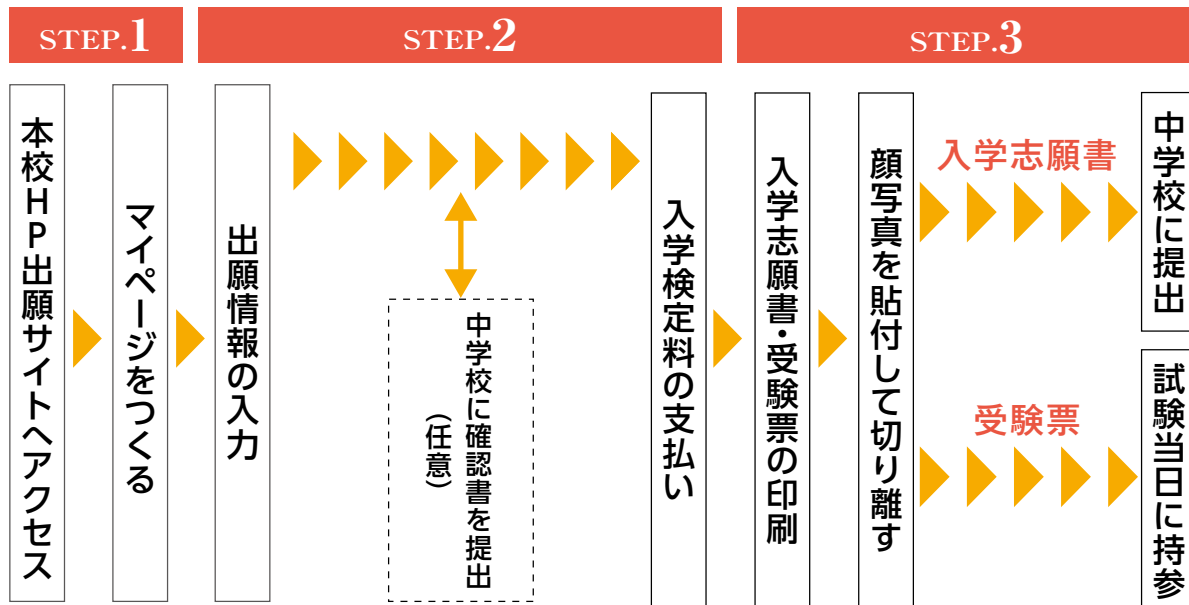 STEP.1
本校HP出願サイトへアクセス
マイページをつくる
STEP.2
出願情報の入力
中学校に確認書を提出
（任意）
入学検定料の支払い
STEP.3
入学志願書・受験票の印刷
顔写真を貼付して切り離す
入学志願書
中学校に提出
受験票
試験当日に持参